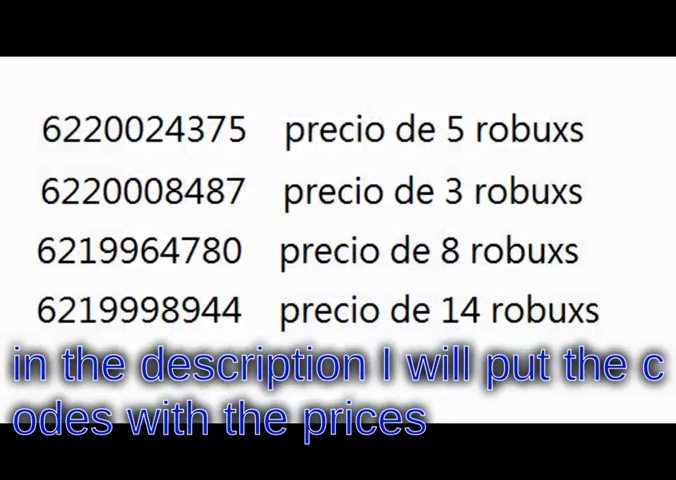 6220024375 precio de 5 robuxs
6220008487 precio de 3 robuxs
6219964780 precio de 8 robuxs
6219998944 precio de 14 robuxs
in the description I will put the c
odes with the prices